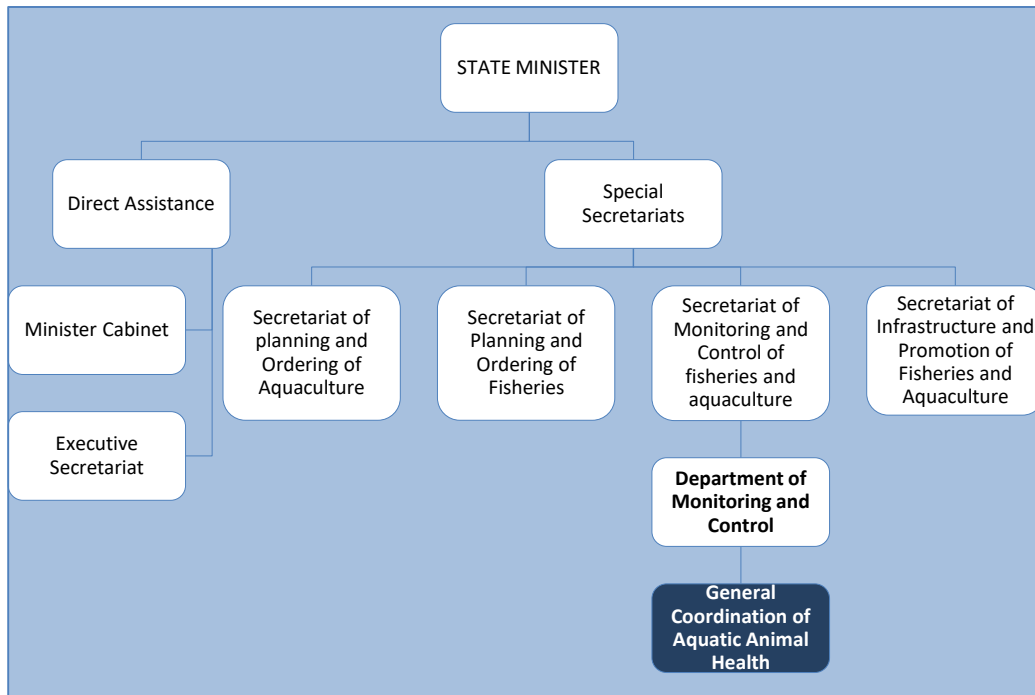 STATE MINISTER
Direct Assistance
Special
Secretariats
Minister Cabinet
Executive
Secretariat
Secretariat of
planning and
Ordering of
Aquaculture
Secretariat of
Planning and
Ordering of
Fisheries
Secretariat of
Monitoring and
Control of
fisheries and
aquaculture
Secretariat of
Infrastructure and
Promotion of
Fisheries and
Aquaculture
Department of
Monitoring and
Control
General
Coordination of
Aquatic Animal
Health